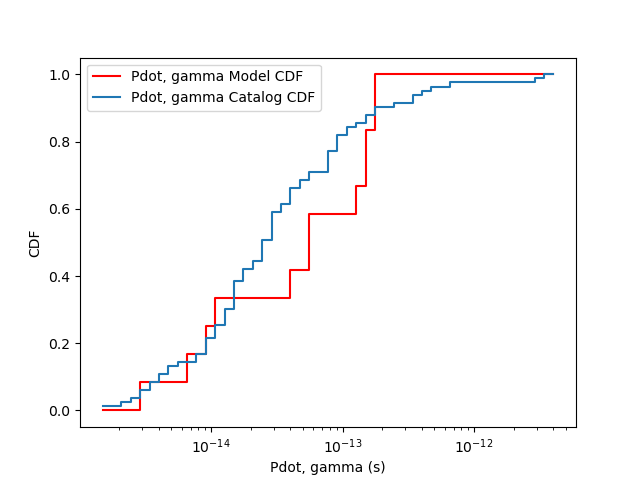 Pdot, gamma Model CDF
Pdot, gamma Catalog CDF
1.0
0.8
0.6
0.4
0.2
0.0
CDF
10⁻¹⁴
10⁻¹³
10⁻¹²
Pdot, gamma (s)